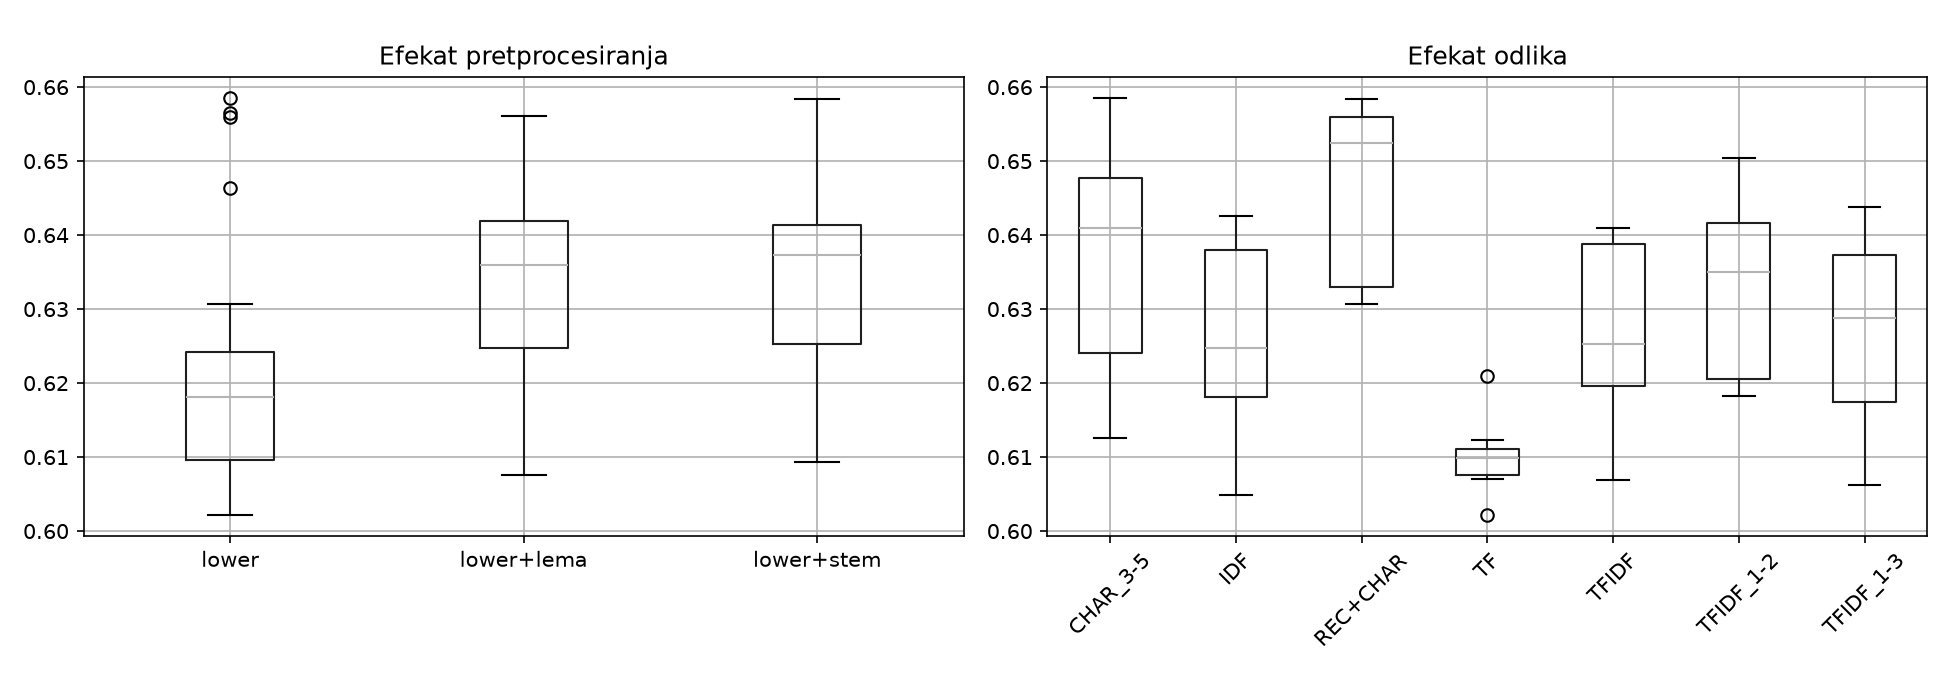 Efekat pretprocesiranja
0.66
0.65
0.64
0.63
0.62
0.61
0.60
lower
lower+lema
lower+stem
Efekat odlika
0.66
0.65
0.64
0.63
0.62
0.61
0.60
CHAR_3-5
IDF
REC+CHAR
TF
TFIDF
TFIDF_1-2
TFIDF_1-3